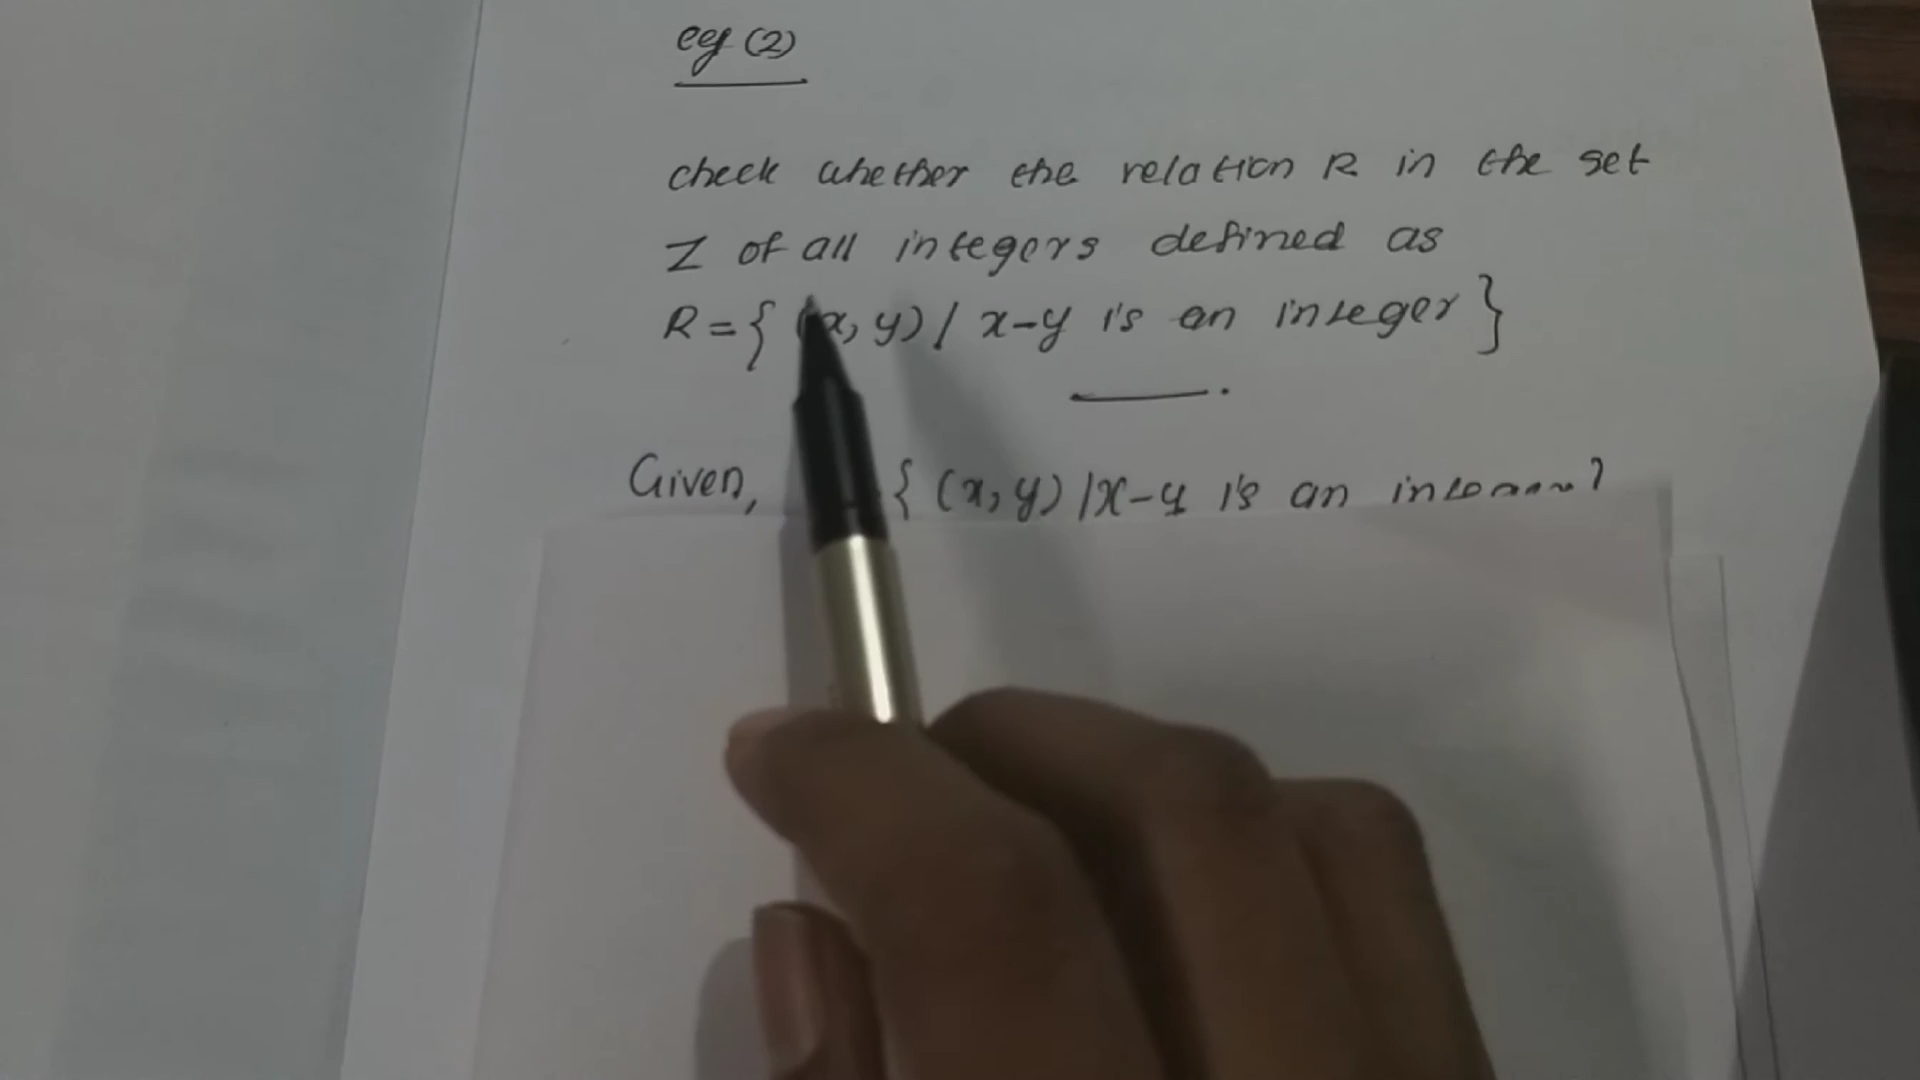 eg (2)
check whether the relation R in the set
Z of all integers defined as
R = { (x, y) / x-y is an integer }
Given, { (x, y) / x-y is an